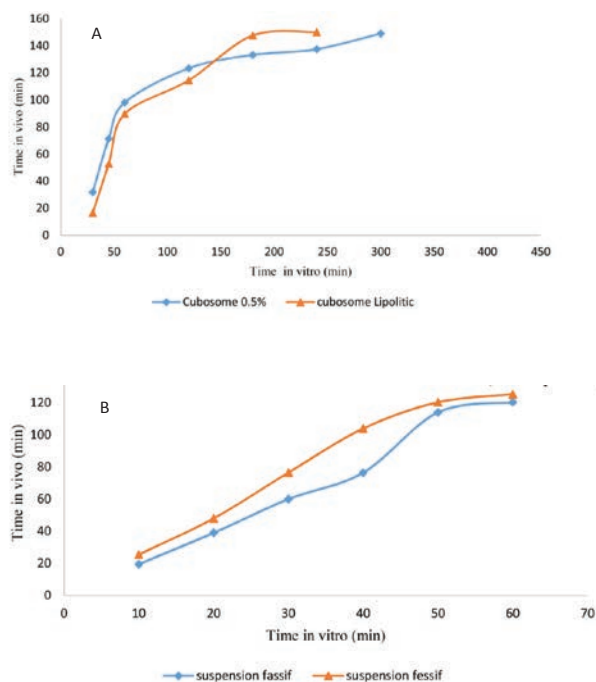 A
Time in vivo (min)
160
140
120
100
80
60
40
20
0
0 50 100 150 200 250 300 350 400 450
Time in vitro (min)
Cubosome 0.5% cubosome Lipolitic
B
Time in vivo (min)
120
100
80
60
40
20
0
0 10 20 30 40 50 60 70
Time in vitro (min)
suspension fassif suspension fessif